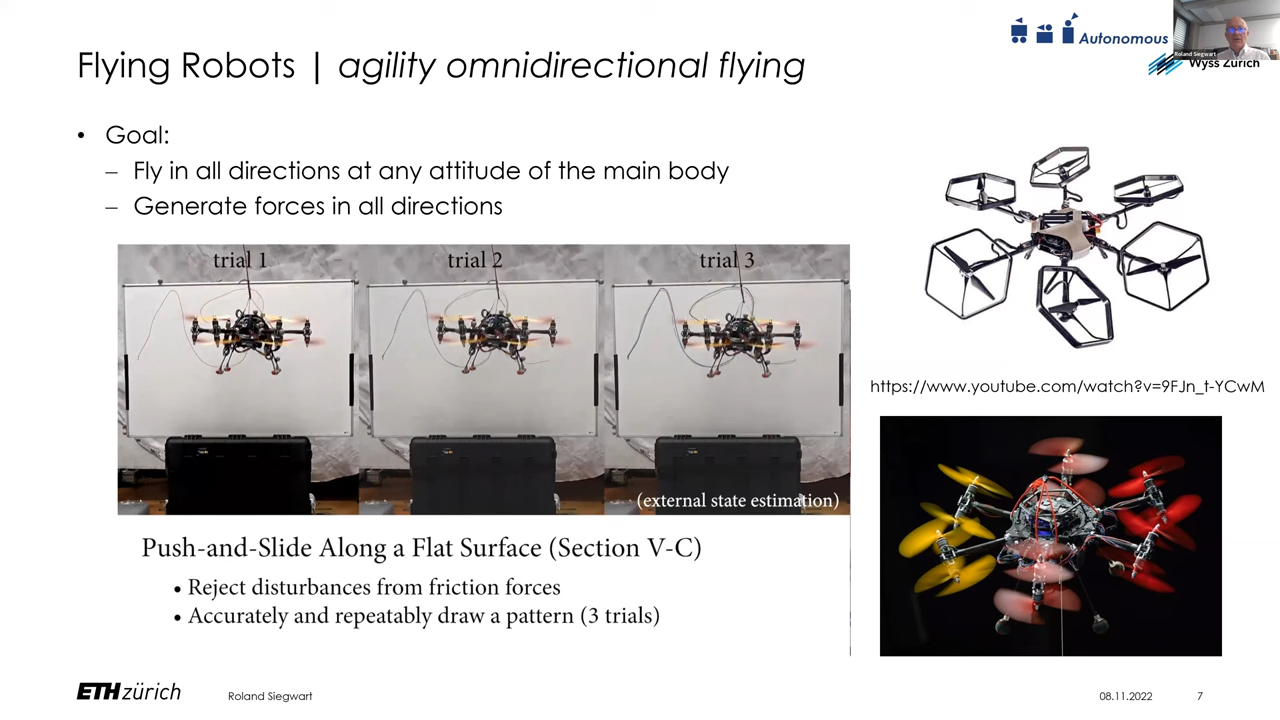 Autonomous
Roland Siegwart
Wyss Zürich
Flying Robots | agility omnidirectional flying
• Goal:
– Fly in all directions at any attitude of the main body
– Generate forces in all directions
trial 1
trial 2
trial 3
(external state estimation)
https://www.youtube.com/watch?v=9FJn_t-YCwM
Push-and-Slide Along a Flat Surface (Section V-C)
• Reject disturbances from friction forces
• Accurately and repeatably draw a pattern (3 trials)
ETH zürich
Roland Siegwart
08.11.2022
7